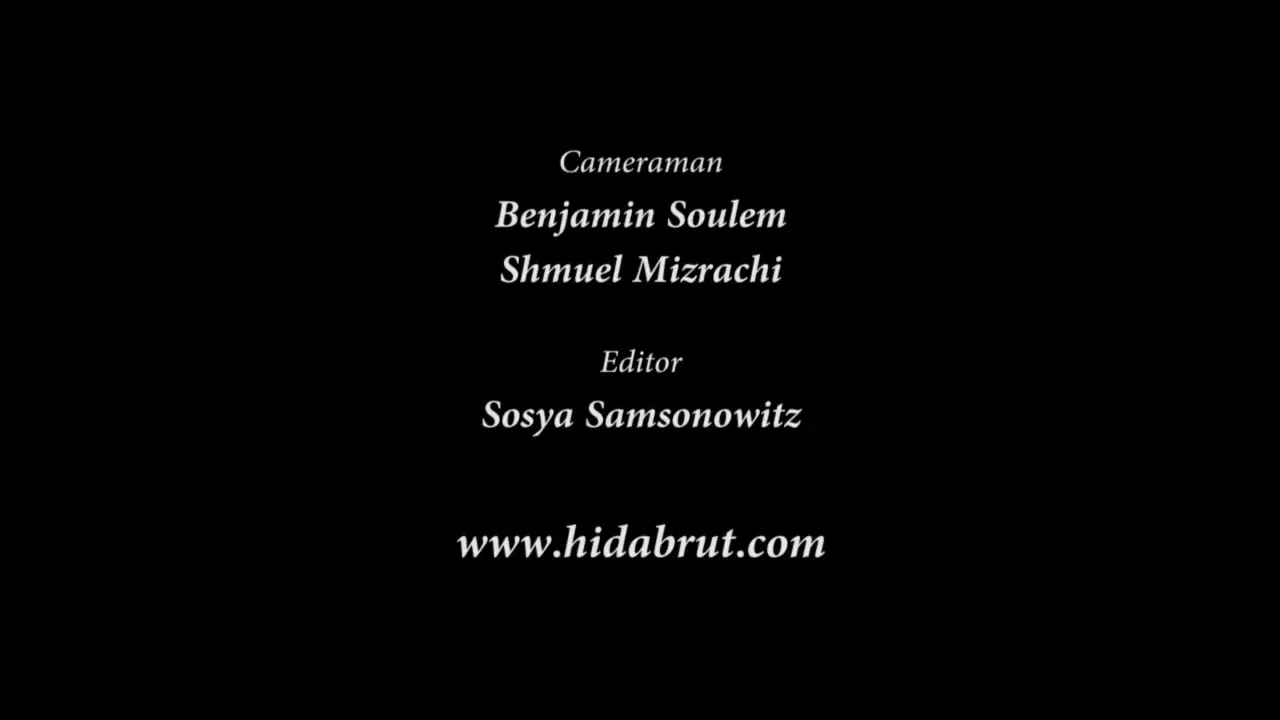 Cameraman
Benjamin Soulem
Shmuel Mizrachi
Editor
Sosya Samsonowitz
www.hidabrut.com